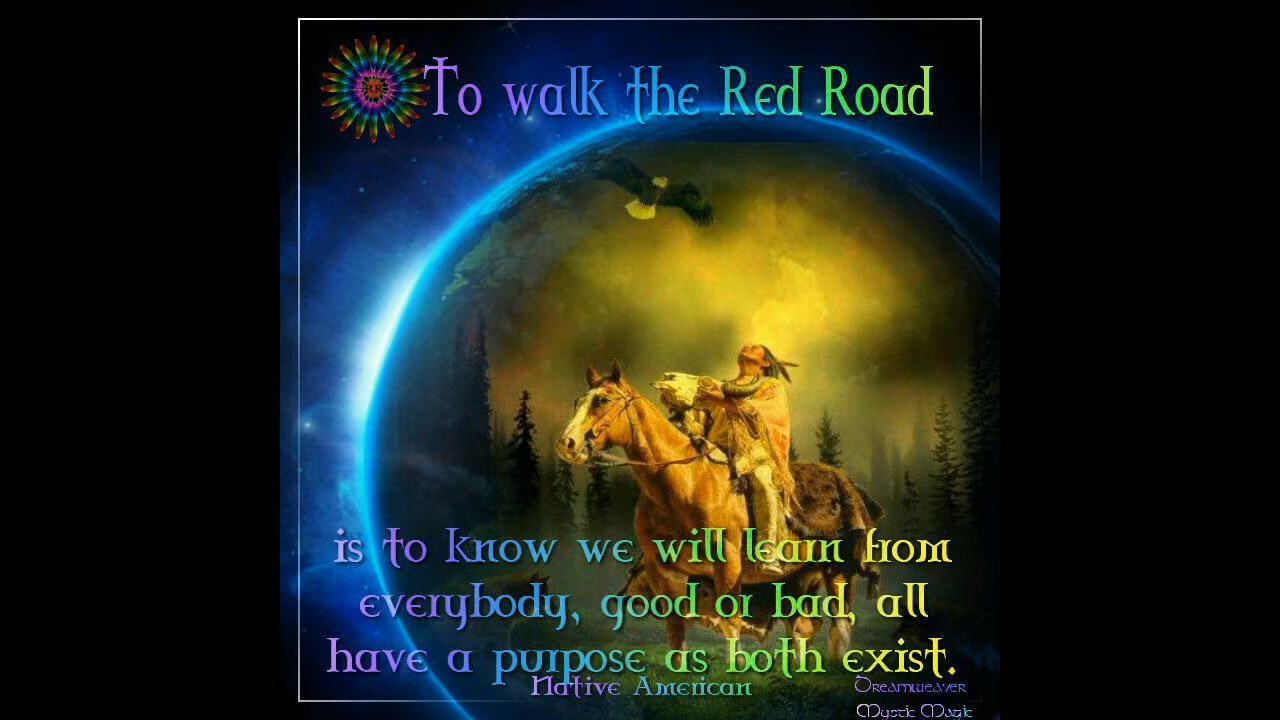 To walk the Red Road
is to know we will learn from
everybody, good or bad, all
have a purpose as both exist.
Native American
Dreamweaver
Mystic Magik